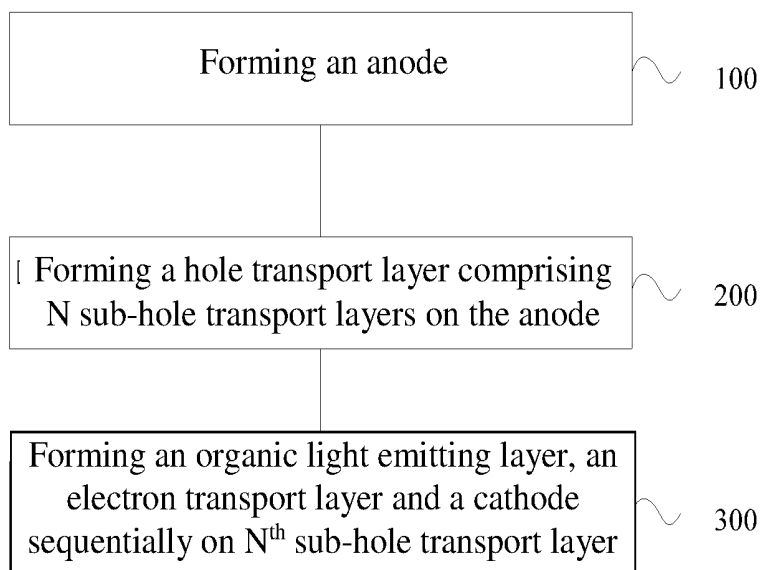 Forming an anode
100
Forming a hole transport layer comprising
N sub-hole transport layers on the anode
200
Forming an organic light emitting layer, an
electron transport layer and a cathode
sequentially on Nth sub-hole transport layer
300